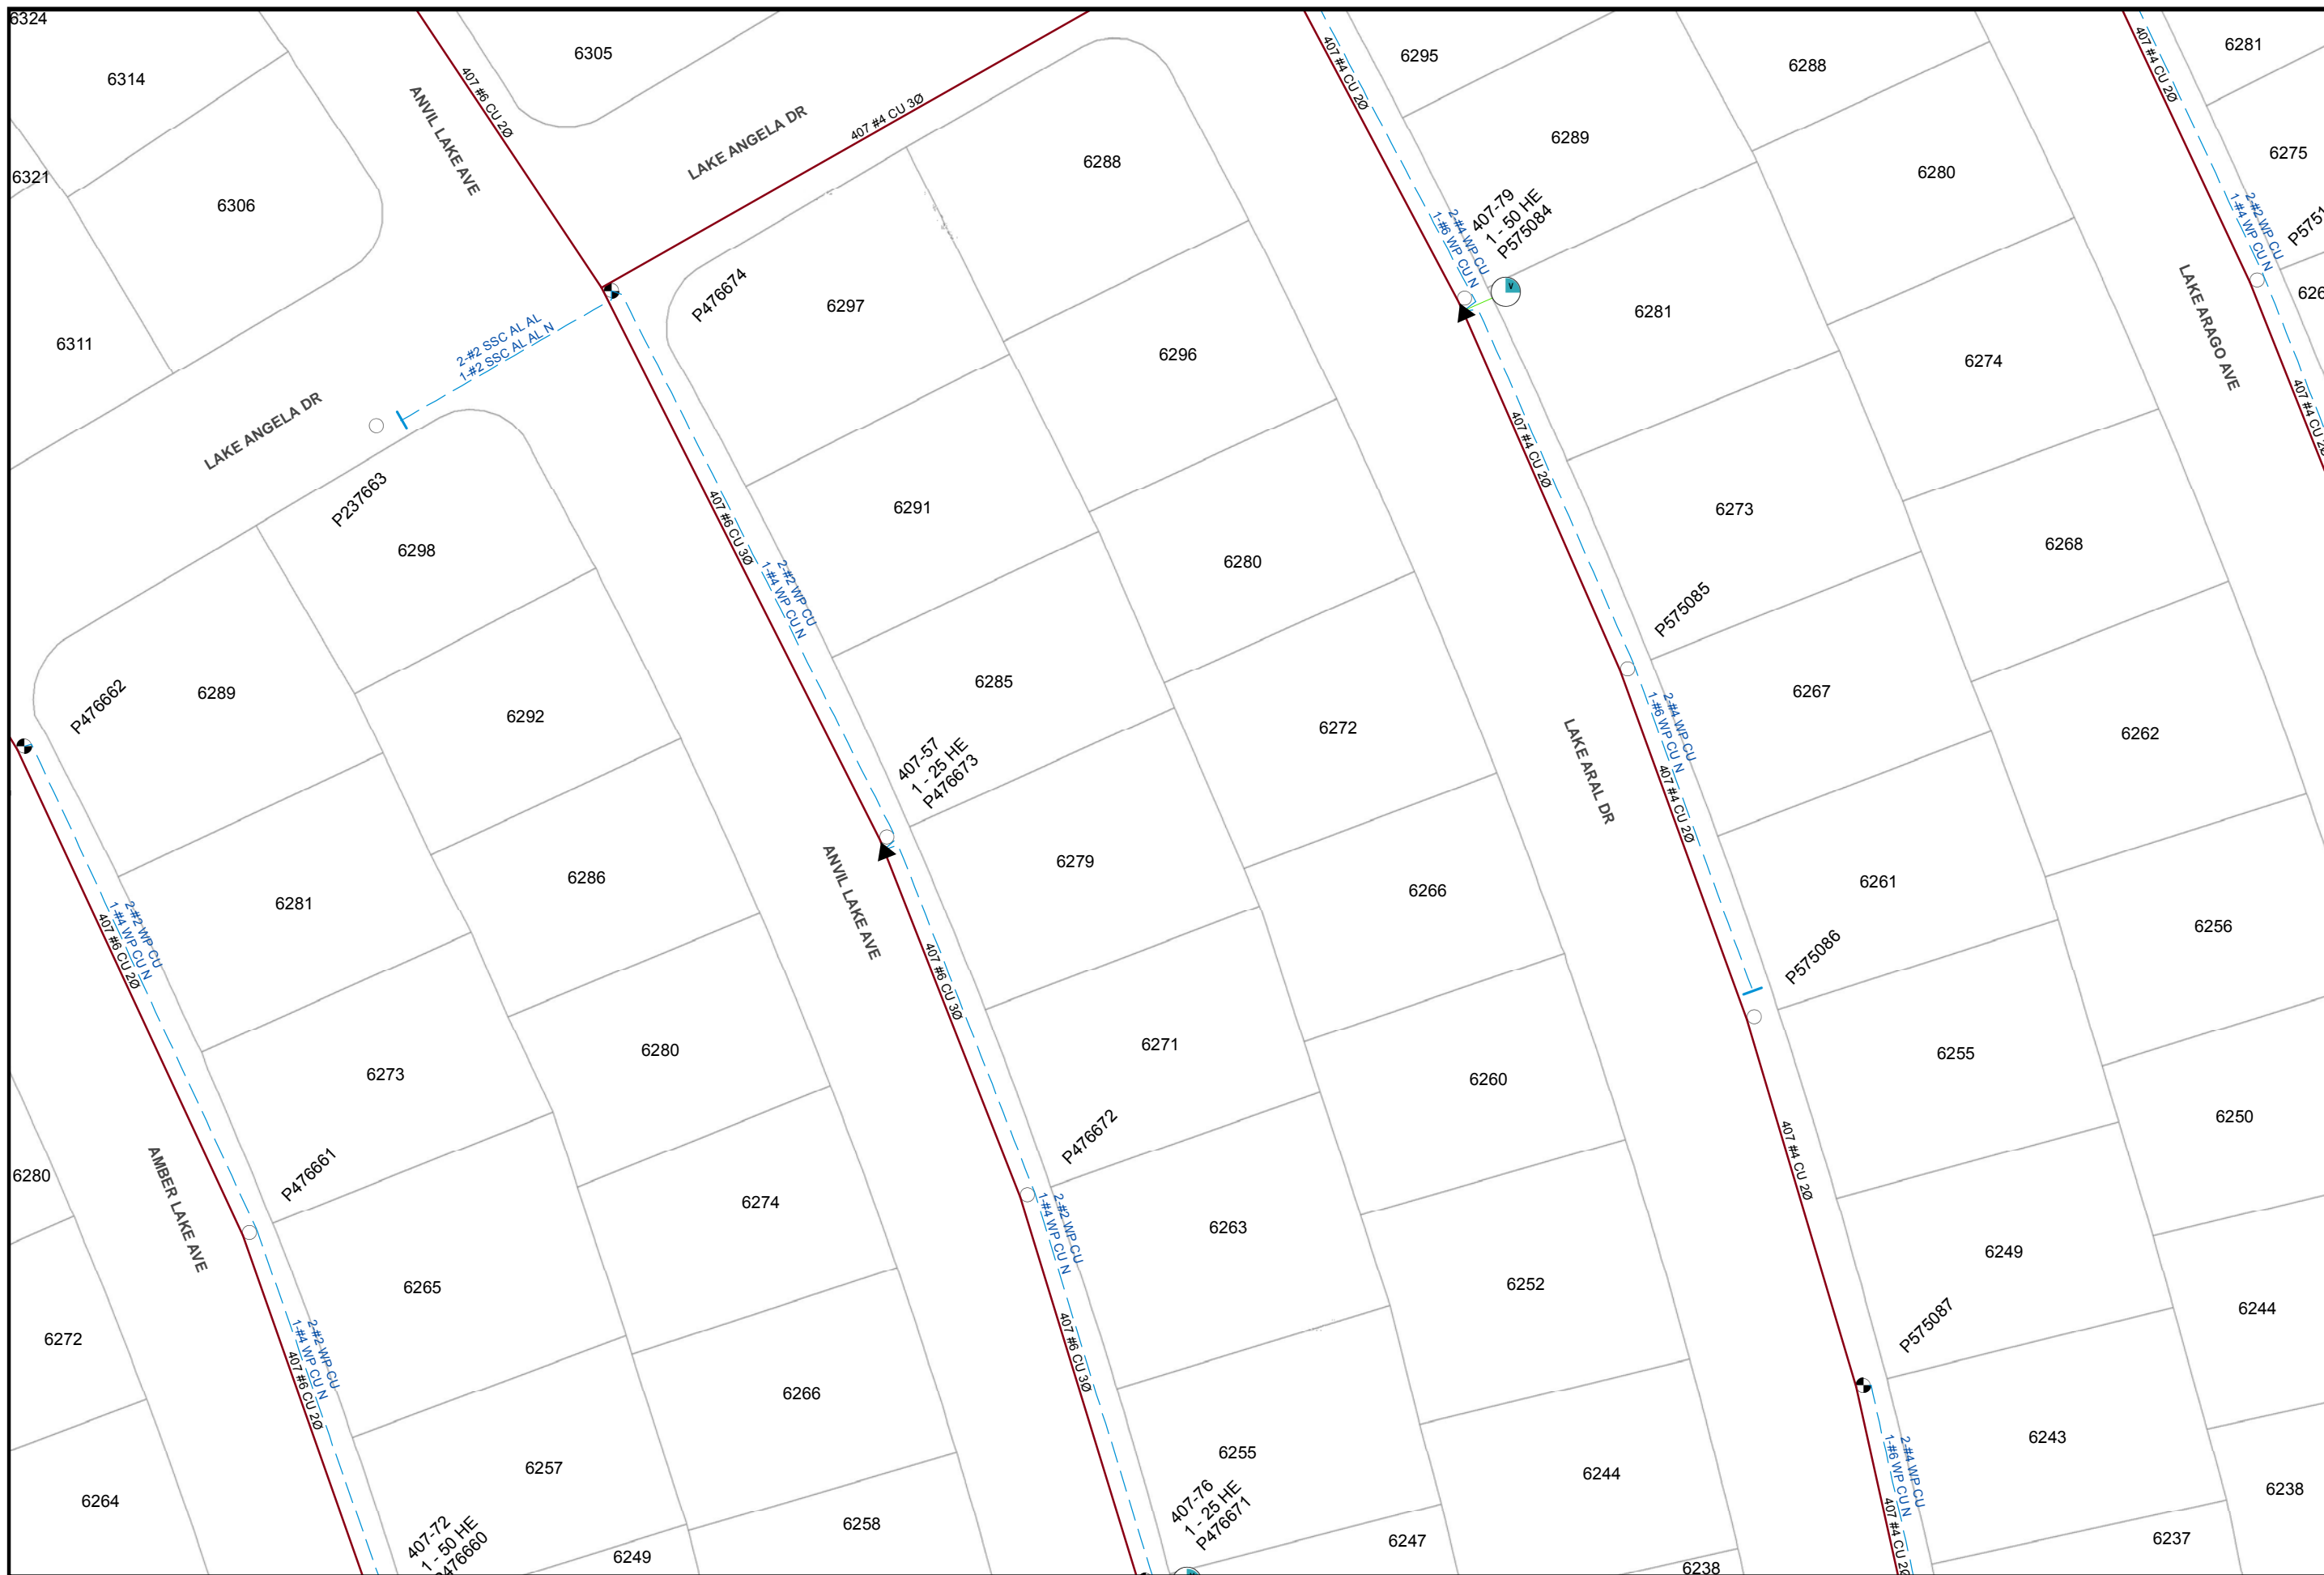 6324
6314
6321
6306
6311
6305
ANVIL LAKE AVE
407 #6 CU 2Ø
LAKE ANGELA DR
407 #4 CU 3Ø
6288
6297
P476674
6296
2-#2 SSC AL AL
1-#2 SSC AL AL N
LAKE ANGELA DR
P237663
6298
6289
P476662
6292
6281
6286
2-#2 WP CU
1-#4 WP CU N
407 #6 CU 2Ø
6273
6280
P476661
AMBER LAKE AVE
6280
6272
6264
6265
6274
2-#2 WP CU
1-#4 WP CU N
407 #6 CU 2Ø
6257
6266
6258
6249
407-72
1 - 50 HE
P476660
407 #6 CU 3Ø
2-#2 WP CU
1-#4 WP CU N
6291
6285
6280
6272
407-57
1 - 25 HE
P476673
6279
6266
ANVIL LAKE AVE
407 #6 CU 3Ø
6271
6260
P476672
2-#2 WP CU
1-#4 WP CU N
6263
6252
407 #6 CU 3Ø
6255
6244
407-76
1 - 25 HE
P476671
6247
6238
407 #4 CU 2Ø
6295
6288
6289
6280
2-#4 WP CU
1-#6 WP CU N
407-79
1 - 50 HE
P575084
V
6281
6274
407 #4 CU 2Ø
6273
6268
P575085
6267
6262
2-#4 WP CU
1-#6 WP CU N
407 #4 CU 2Ø
LAKE ARAL DR
6261
6256
P575086
6255
6250
407 #4 CU 2Ø
6249
6244
P575087
6243
6238
2-#4 WP CU
1-#6 WP CU N
407 #4 CU 2Ø
6237
407 #4 CU 2Ø
6281
6275
2-#2 WP CU
1-#4 WP CU N
P5751
626
LAKE ARAGO AVE
407 #4 CU 2Ø